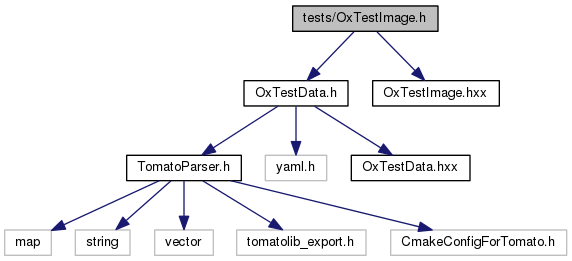 tests/OxTestImage.h
OxTestData.h
OxTestImage.hxx
TomatoParser.h
yaml.h
OxTestData.hxx
map
string
vector
tomatolib_export.h
CmakeConfigForTomato.h